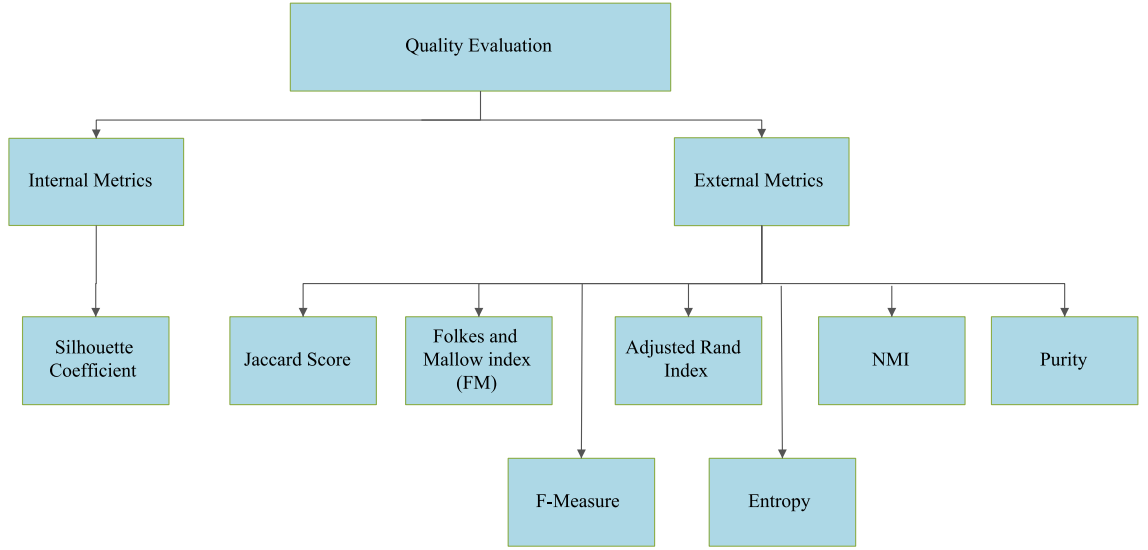 Quality Evaluation
Internal Metrics
External Metrics
Silhouette
Coefficient
Jaccard Score
Folkes and
Mallow index
(FM)
Adjusted Rand
Index
NMI
Purity
F-Measure
Entropy